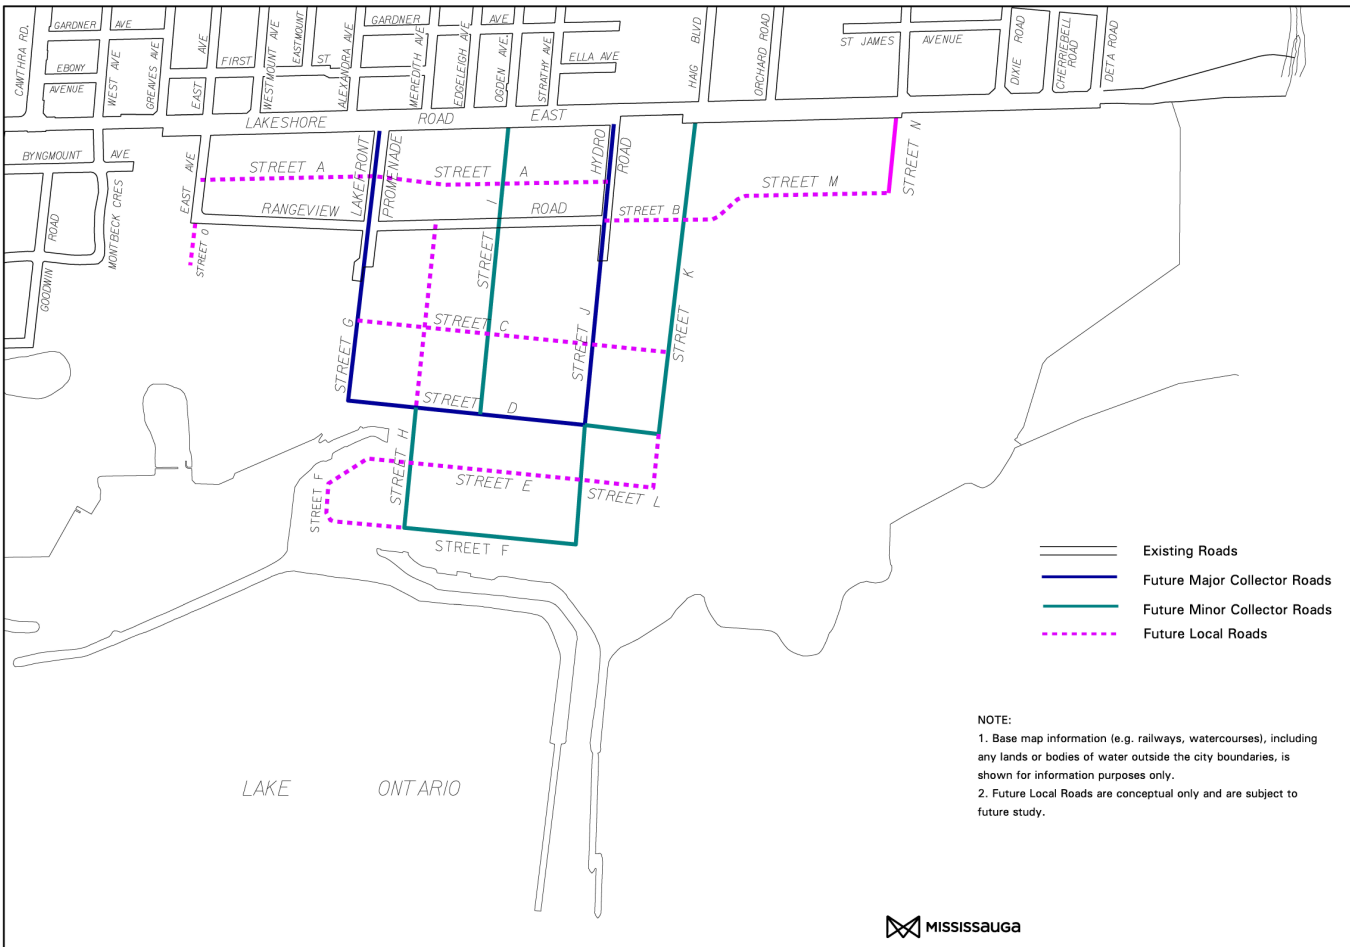 GARDNER AVE
GARDNER AVE
CAWTHRA RD.
EBONY
AVENUE
WEST AVE
GREAVES AVE
EAST AVE
FIRST ST
WESTMOUNT AVE
EASTMOUNT
ALEXANDRA AVE
MEREDITH AVE
EDGELEIGH AVE
OGDEN AVE.
STRATHY AVE
ELLA AVE
HAIG BLVD
ORCHARD ROAD
ST JAMES AVENUE
DIXIE ROAD
CHERRIEBELL
ROAD
DETA ROAD
LAKESHORE ROAD EAST
BYNGMOUNT AVE
EAST AVE
STREET A
LAKEFRONT
PROMENADE
STREET A
HYDRO
ROAD
STREET M
STREET N
RANGEVIEW ROAD
STREET B
STREET I
GOODWIN
ROAD
MONTBECK CRES
STREET O
STREET G
STREET C
STREET J
STREET K
STREET D
STREET H
STREET E
STREET L
STREET F
STREET F
Existing Roads
Future Major Collector Roads
Future Minor Collector Roads
Future Local Roads
NOTE:
1. Base map information (e.g. railways, watercourses), including
any lands or bodies of water outside the city boundaries, is
shown for information purposes only.
2. Future Local Roads are conceptual only and are subject to
future study.
LAKE ONTARIO
MISSISSAUGA